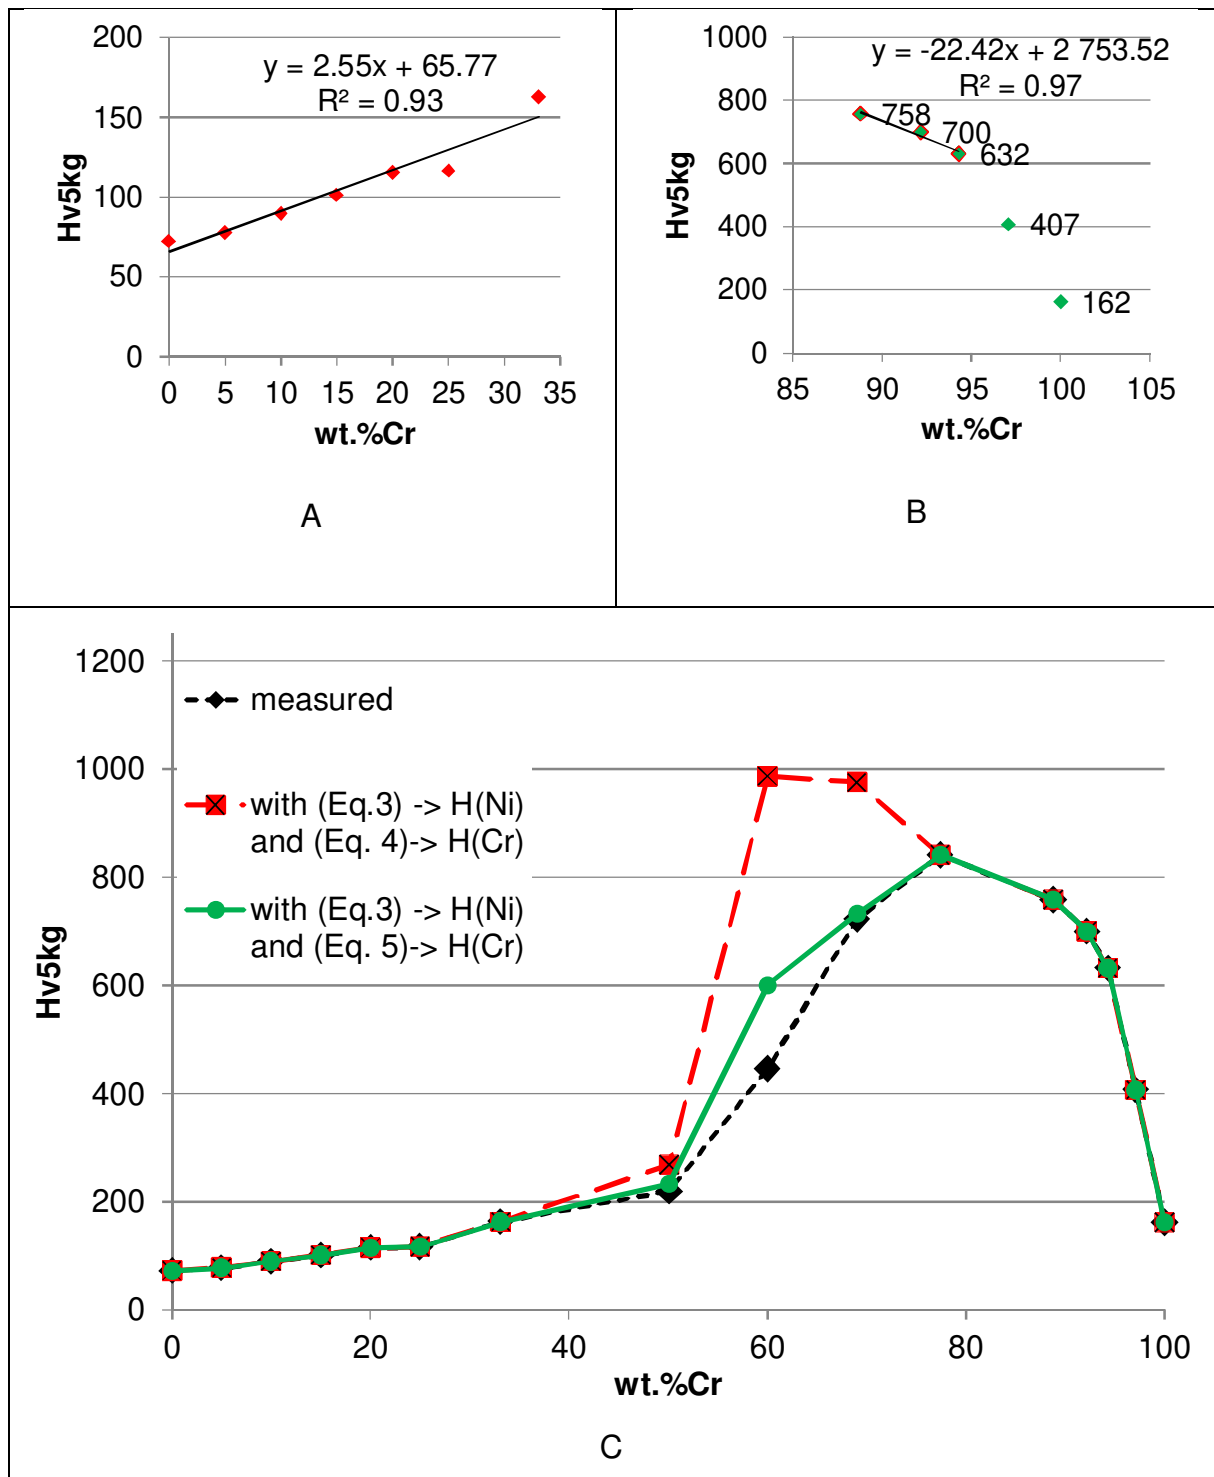 y = 2.55x + 65.77
R² = 0.93
200
150
100
50
0
Hv5kg
0 5 10 15 20 25 30 35
wt.%Cr
A
y = -22.42x + 2 753.52
R² = 0.97
1000
800
600
400
200
0
Hv5kg
758
700
632
407
162
85 90 95 100 105
wt.%Cr
B
1200
1000
800
600
400
200
0
Hv5kg
measured
with (Eq.3) -> H(Ni)
and (Eq. 4)-> H(Cr)
with (Eq.3) -> H(Ni)
and (Eq. 5)-> H(Cr)
0 20 40 60 80 100
wt.%Cr
C